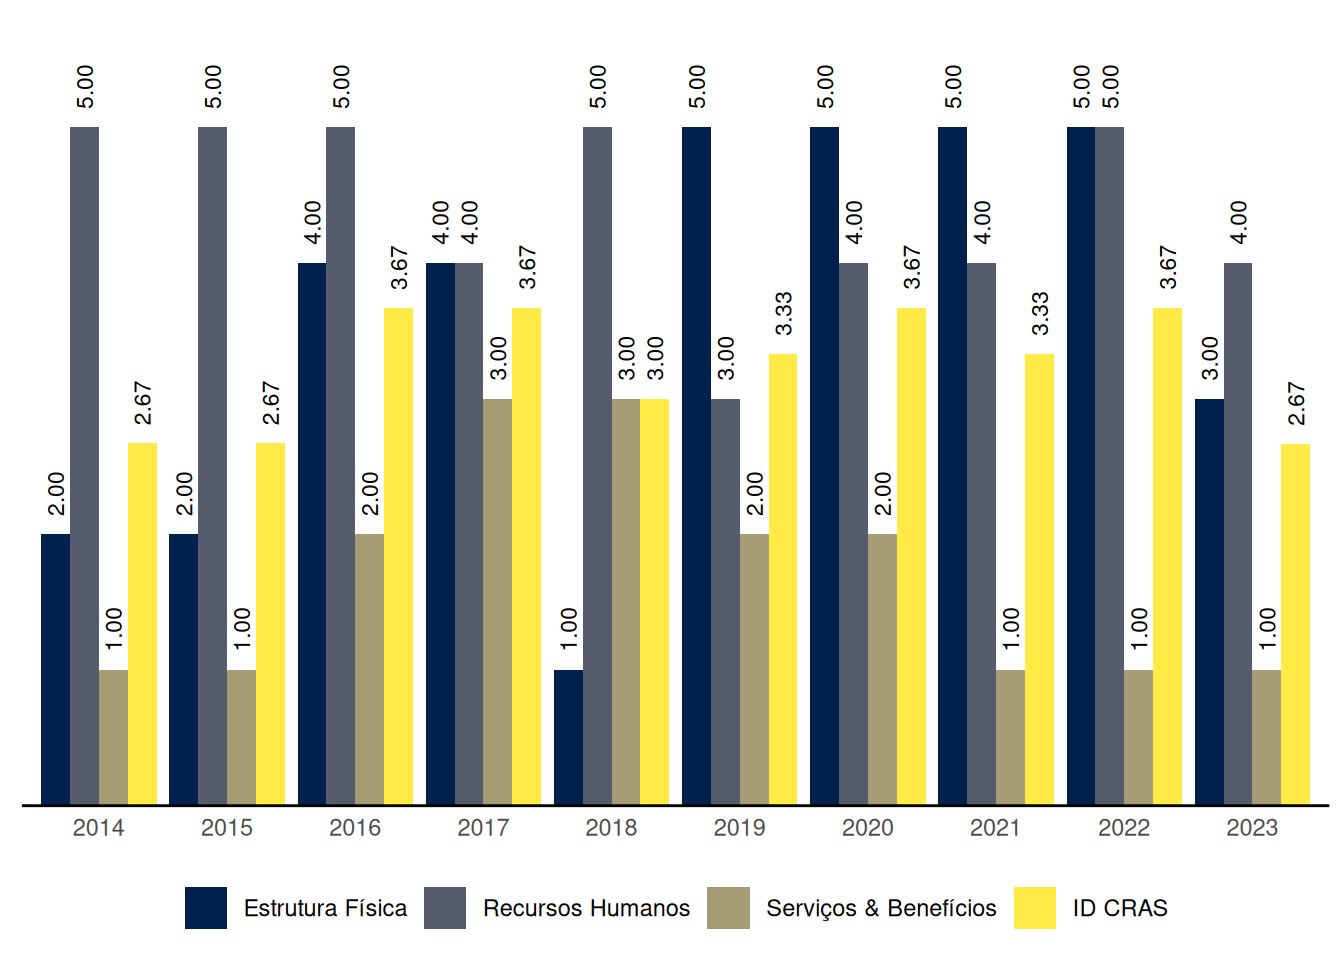 2.00 5.00 1.00 2.67
2.00 5.00 1.00 2.67
4.00 5.00 2.00 3.67
4.00 4.00 3.00 3.67
1.00 5.00 3.00 3.00
5.00 3.00 2.00 3.33
5.00 4.00 2.00 3.67
5.00 4.00 1.00 3.33
5.00 5.00 1.00 3.67
3.00 4.00 1.00 2.67
2014 2015 2016 2017 2018 2019 2020 2021 2022 2023
Estrutura Física Recursos Humanos Serviços & Benefícios ID CRAS